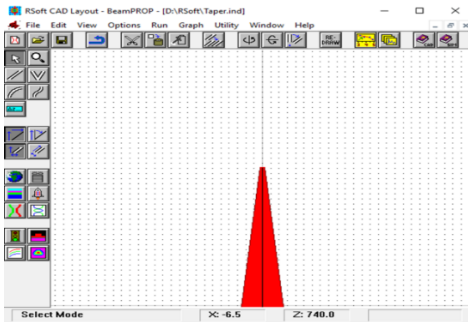 RSoft CAD Layout - BeamPROP - [D:\RSoft\Taper.ind]
File Edit View Options Run Graph Utility Window Help
RE-
DRAW
Select Mode X: -6.5 Z: 740.0